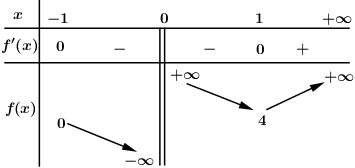 x −1 0 1 +∞
f′(x) 0 − − 0 +
+∞ +∞
f(x) 0 4
−∞